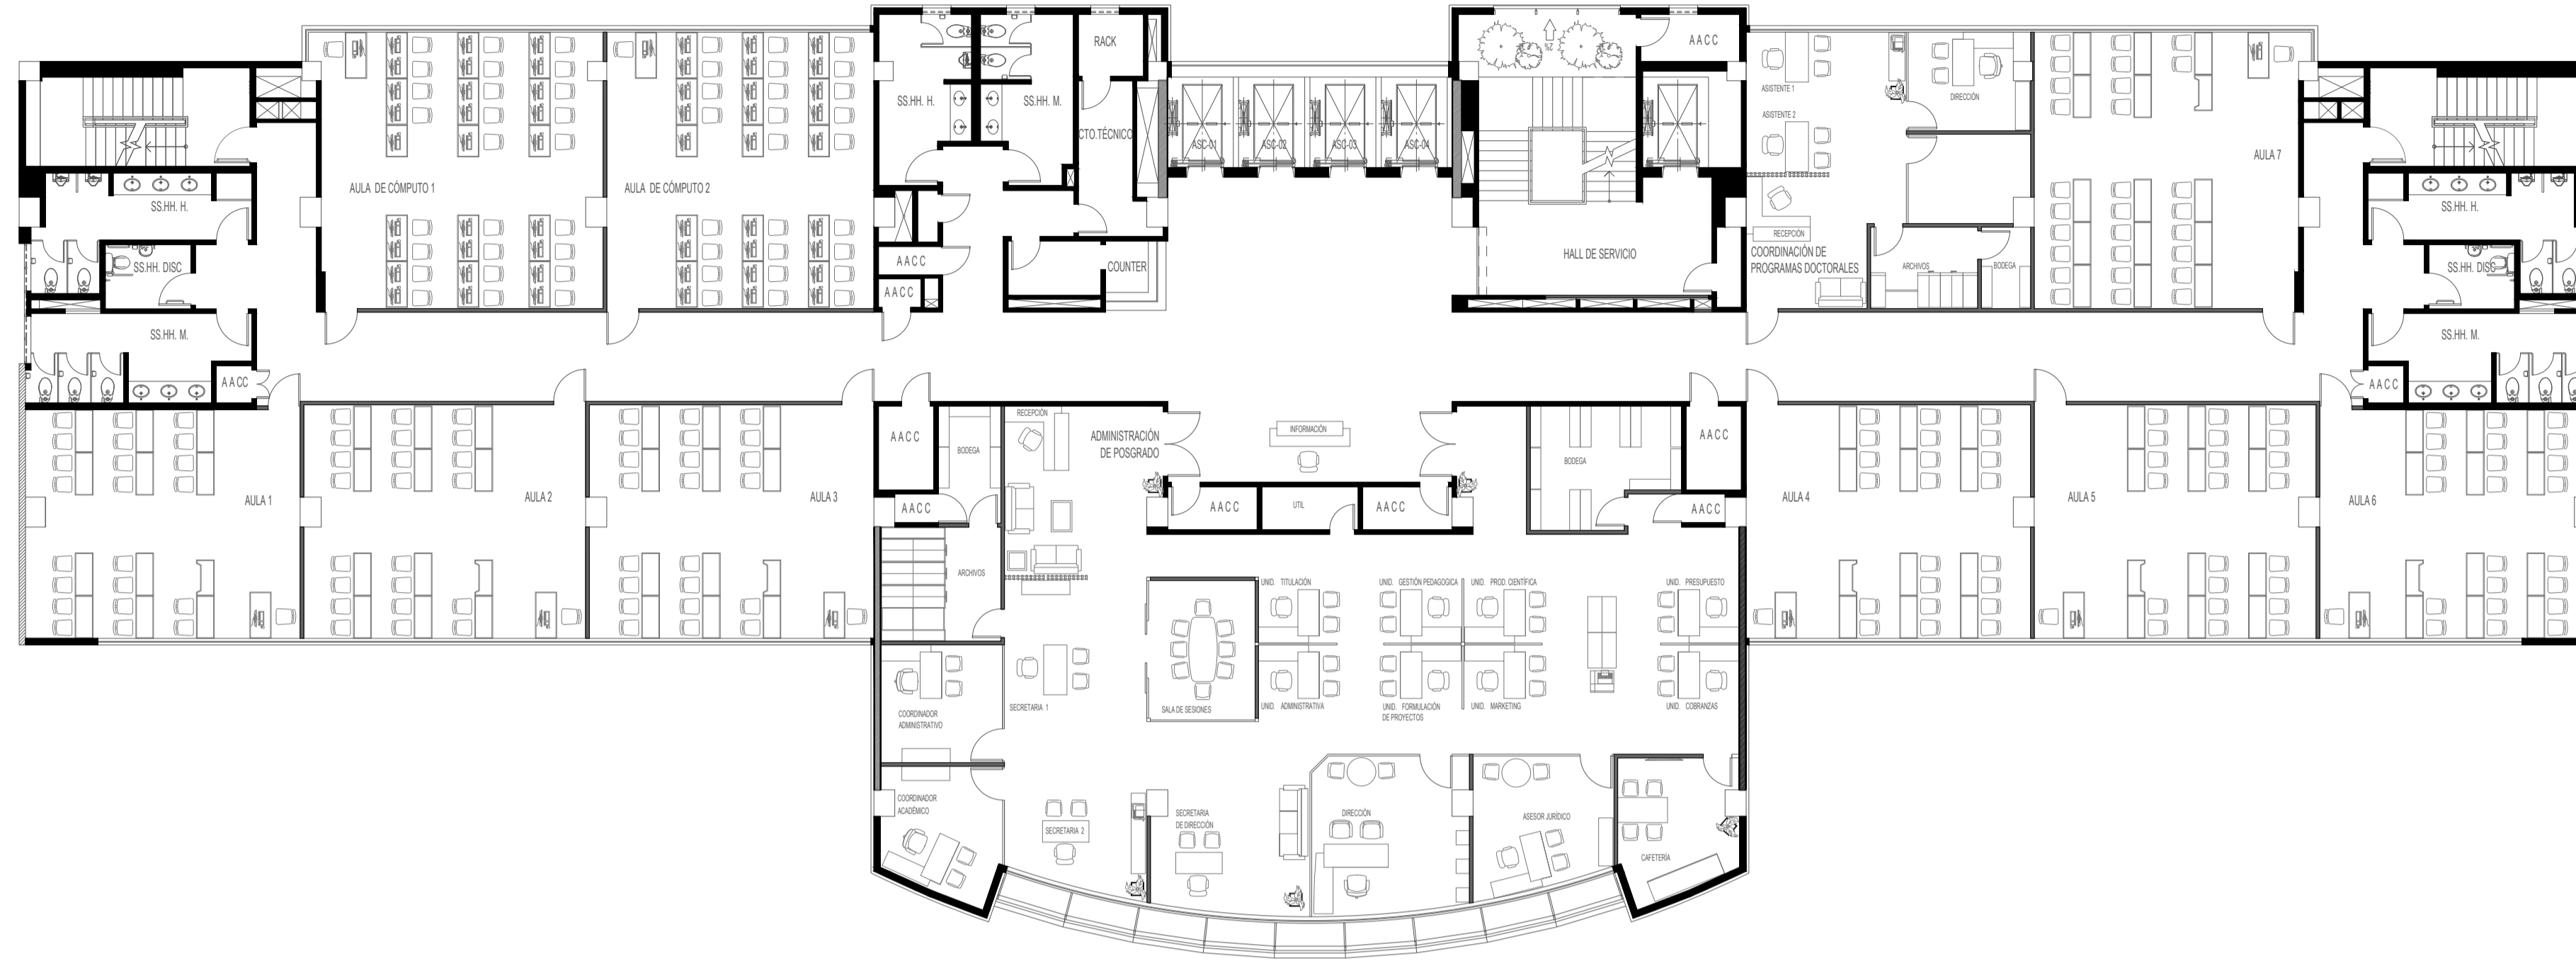 RACK
AACC
ASISTENTE 1
DIRECCIÓN
SS.HH. H.
SS.HH. M.
ASISTENTE 2
CTO.TÉCNICO
ASC-01
ASC-02
ASC-03
ASC-04
AULA 7
AULA DE CÓMPUTO 1
AULA DE CÓMPUTO 2
SS.HH. H.
SS.HH. H.
RECEPCIÓN
HALL DE SERVICIO
COORDINACIÓN DE
PROGRAMAS DOCTORALES
SS.HH. DISC
AACC
COUNTER
ARCHIVOS
BODEGA
SS.HH. DISC
AACC
SS.HH. M.
SS.HH. M.
AACC
AACC
RECEPCIÓN
INFORMACIÓN
AACC
ADMINISTRACIÓN
DE POSGRADO
AACC
BODEGA
BODEGA
AULA 1
AULA 2
AULA 3
AACC
AACC
UTIL
AACC
AACC
AULA 4
AULA 5
AULA 6
ARCHIVOS
UNID. TITULACIÓN
UNID. GESTIÓN PEDAGOGICA
UNID. PROD. CIENTÍFICA
UNID. PRESUPUESTO
SECRETARIA 1
SALA DE SESIONES
UNID. ADMINISTRATIVA
UNID. FORMULACIÓN
DE PROYECTOS
UNID. MARKETING
UNID. COBRANZAS
COORDINADOR
ADMINISTRATIVO
COORDINADOR
ACADÉMICO
SECRETARIA 2
SECRETARIA
DE DIRECCIÓN
DIRECCIÓN
ASESOR JURÍDICO
CAFETERÍA